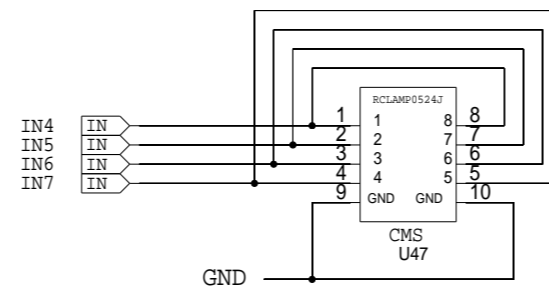 RCLAMP0524J
IN4 IN 1 1 8 8
IN5 IN 2 2 7 7
IN6 IN 3 3 6 6
IN7 IN 4 4 5 5
9 GND GND 10
CMS
U47
GND